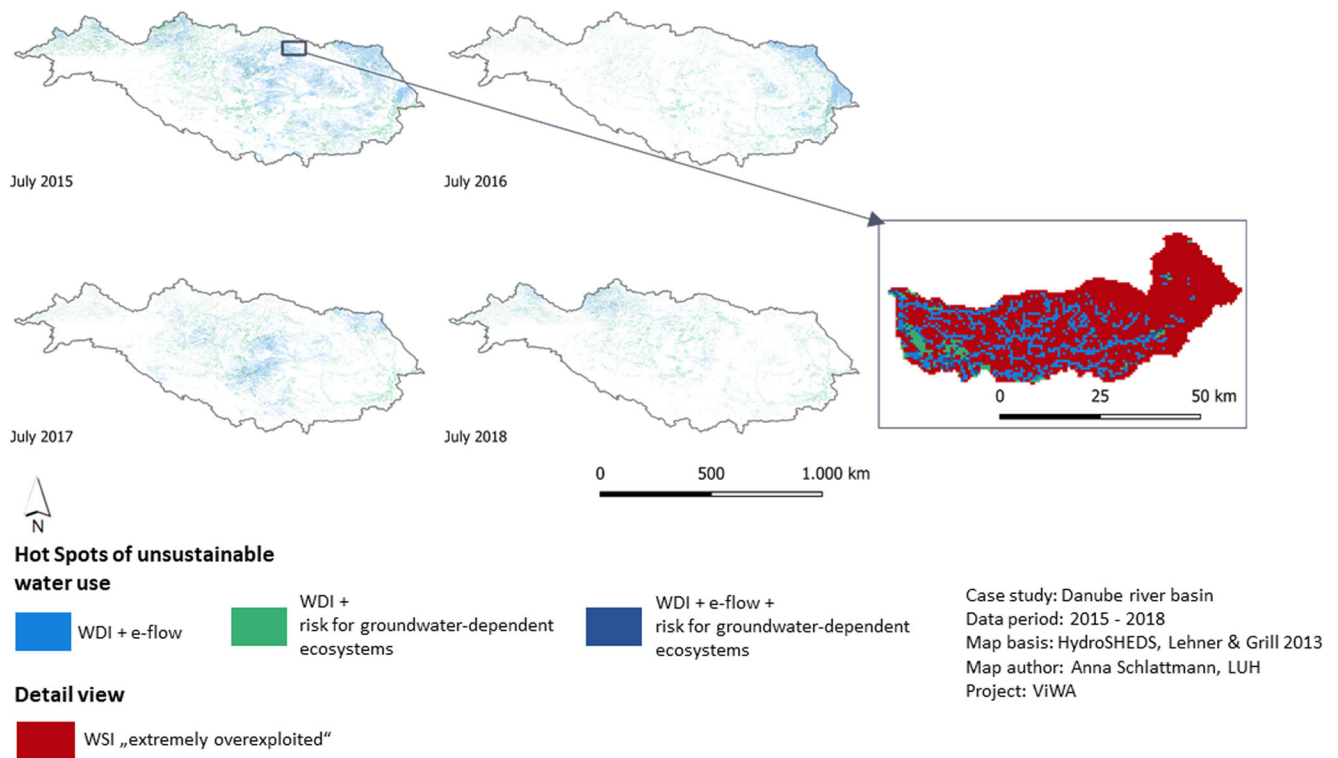 July 2015
July 2016
July 2017
July 2018
0 25 50 km
0 500 1.000 km
N
Hot Spots of unsustainable
water use
WDI + e-flow
WDI +
risk for groundwater-dependent
ecosystems
WDI + e-flow +
risk for groundwater-dependent
ecosystems
Detail view
WSI „extremely overexploited“
Case study: Danube river basin
Data period: 2015 - 2018
Map basis: HydroSHEDS, Lehner & Grill 2013
Map author: Anna Schlattmann, LUH
Project: ViWA